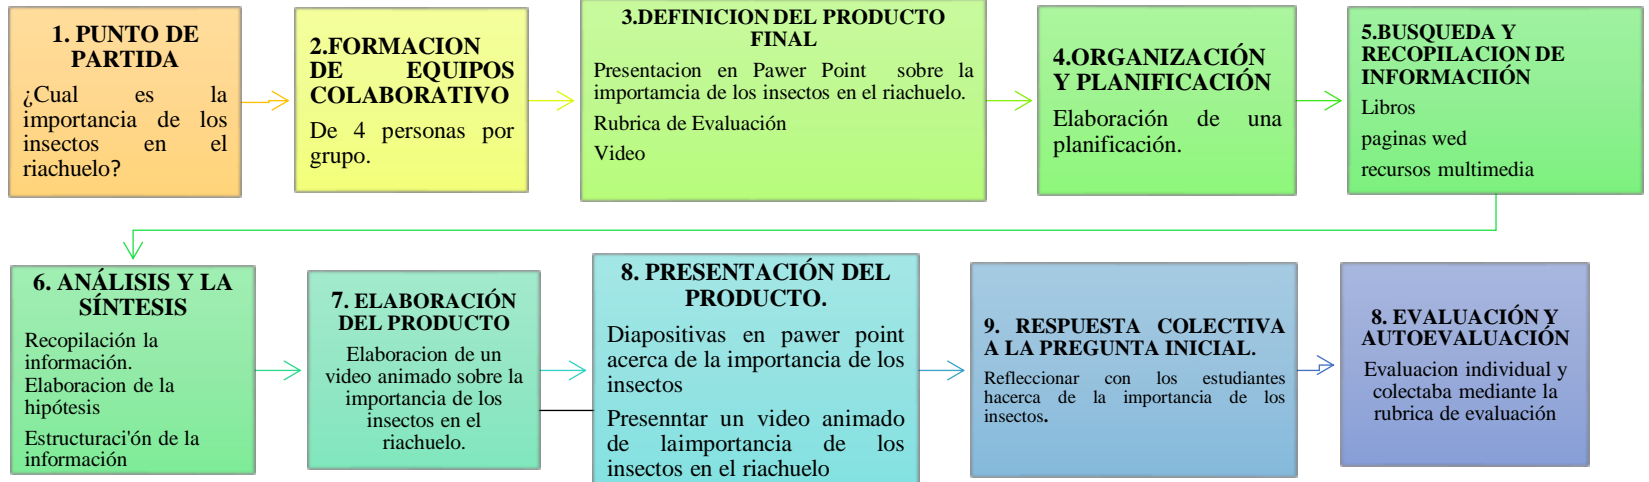 1. PUNTO DE
PARTIDA
¿Cual es la
importancia de los
insectos en el
riachuelo?
2.FORMACION
DE EQUIPOS
COLABORATIVO
De 4 personas por
grupo.
3.DEFINICION DEL PRODUCTO
FINAL
Presentacion en Pawer Point sobre la
importamcia de los insectos en el riachuelo.
Rubrica de Evaluación
Video
4.ORGANIZACIÓN
Y PLANIFICACIÓN
Elaboración de una
planificación.
5.BUSQUEDA Y
RECOPILACION DE
INFORMACIIÓN
Libros
paginas wed
recursos multimedia
6. ANÁLISIS Y LA
SÍNTESIS
Recopilación la
información.
Elaboracion de la
hipótesis
Estructuraci'ón de la
información
7. ELABORACIÓN
DEL PRODUCTO
Elaboracion de un
video animado sobre la
importancia de los
insectos en el
riachuelo.
8. PRESENTACIÓN DEL
PRODUCTO.
Diapositivas en pawer point
acerca de la importancia de los
insectos
Presenntar un video animado
de laimportancia de los
insectos en el riachuelo
9. RESPUESTA COLECTIVA
A LA PREGUNTA INICIAL.
Refleccionar con los estudiantes
hacerca de la importancia de los
insectos.
8. EVALUACIÓN Y
AUTOEVALUACIÓN
Evaluacion individual y
colectaba mediante la
rubrica de evaluación